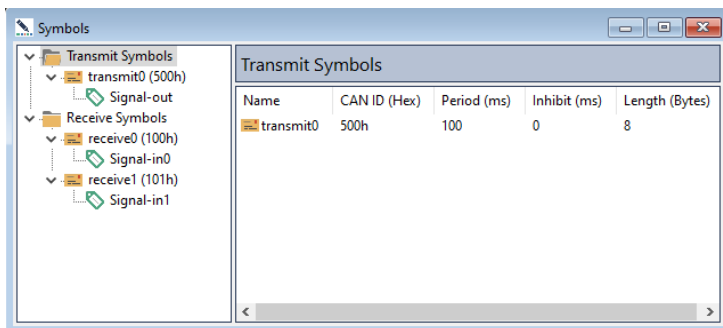 Symbols
Transmit Symbols
transmit0 (500h)
Signal-out
Receive Symbols
receive0 (100h)
Signal-in0
receive1 (101h)
Signal-in1
Transmit Symbols
Name CAN ID (Hex) Period (ms) Inhibit (ms) Length (Bytes)
transmit0 500h 100 0 8